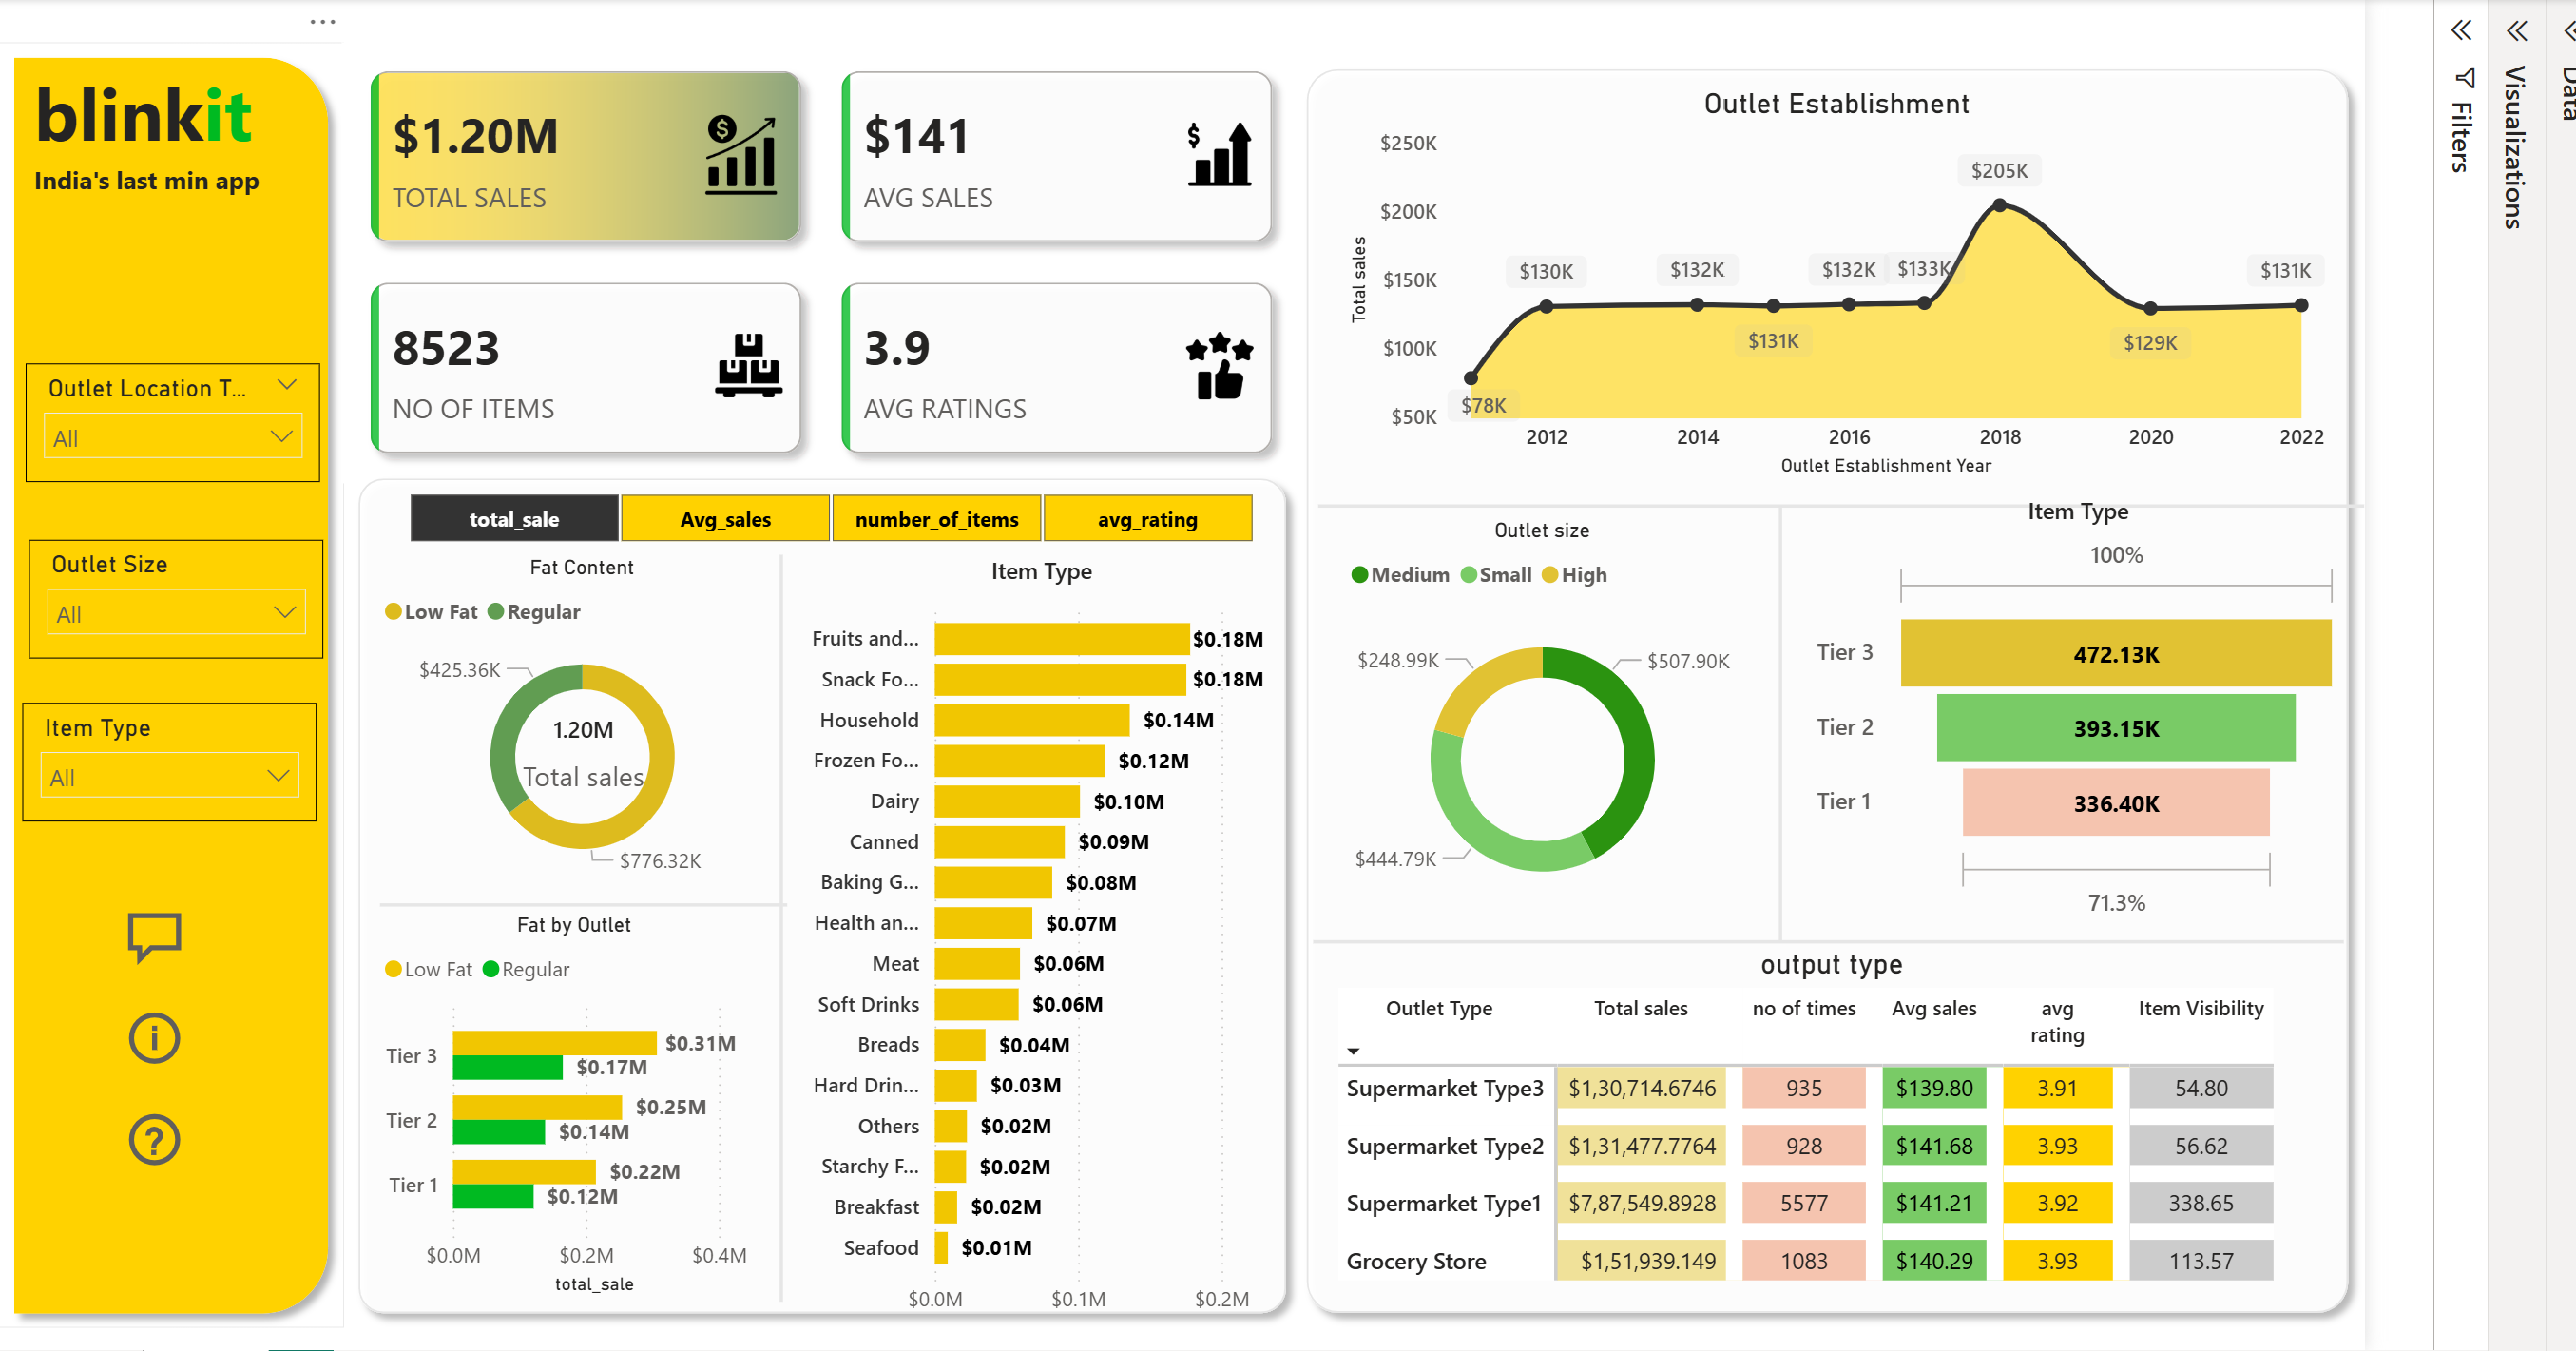 blinkit
India's last min app
Outlet Location T...
All
Outlet Size
All
Item Type
All
$1.20M
TOTAL SALES
$141
AVG SALES
8523
NO OF ITEMS
3.9
AVG RATINGS
total_sale Avg_sales number_of_items avg_rating
Fat Content
Low Fat Regular
$425.36K
1.20M
Total sales
$776.32K
Fat by Outlet
Low Fat Regular
Tier 3 $0.31M
$0.17M
Tier 2 $0.25M
$0.14M
Tier 1 $0.22M
$0.12M
$0.0M $0.2M $0.4M
total_sale
Item Type
Fruits and... $0.18M
Snack Fo... $0.18M
Household $0.14M
Frozen Fo... $0.12M
Dairy $0.10M
Canned $0.09M
Baking G... $0.08M
Health an... $0.07M
Meat $0.06M
Soft Drinks $0.06M
Breads $0.04M
Hard Drin... $0.03M
Others $0.02M
Starchy F... $0.02M
Breakfast $0.02M
Seafood $0.01M
$0.0M $0.1M $0.2M
Outlet Establishment
Total sales
$250K
$200K
$150K
$100K
$50K
$78K $130K $132K $131K $132K $133K $205K $129K $131K
2012 2014 2016 2018 2020 2022
Outlet Establishment Year
Outlet size
Medium Small High
$248.99K $507.90K
$444.79K
Item Type
100%
Tier 3 472.13K
Tier 2 393.15K
Tier 1 336.40K
71.3%
output type
Outlet Type Total sales no of times Avg sales avg rating Item Visibility
Supermarket Type3 $1,30,714.6746 935 $139.80 3.91 54.80
Supermarket Type2 $1,31,477.7764 928 $141.68 3.93 56.62
Supermarket Type1 $7,87,549.8928 5577 $141.21 3.92 338.65
Grocery Store $1,51,939.149 1083 $140.29 3.93 113.57
Filters
Visualizations
Data